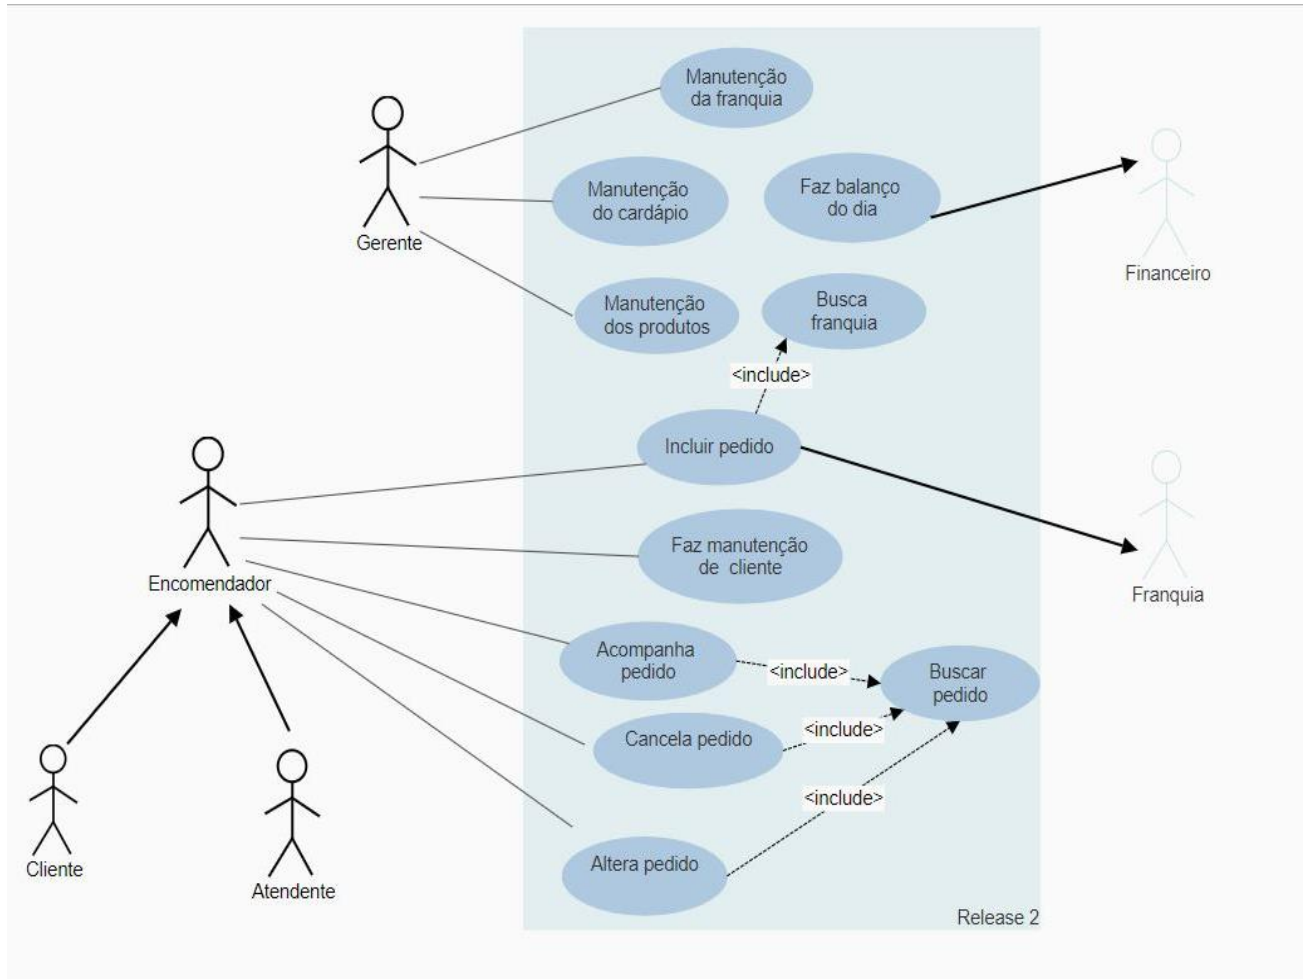 Manutenção
da franquia
Gerente
Manutenção
do cardápio
Faz balanço
do dia
Financeiro
Manutenção
dos produtos
Busca
franquia
<include>
Incluir pedido
Encomendador
Faz manutenção
de cliente
Franquia
Acompanha
pedido
<include>
Buscar
pedido
Cancela pedido
<include>
<include>
Altera pedido
Cliente
Atendente
Release 2